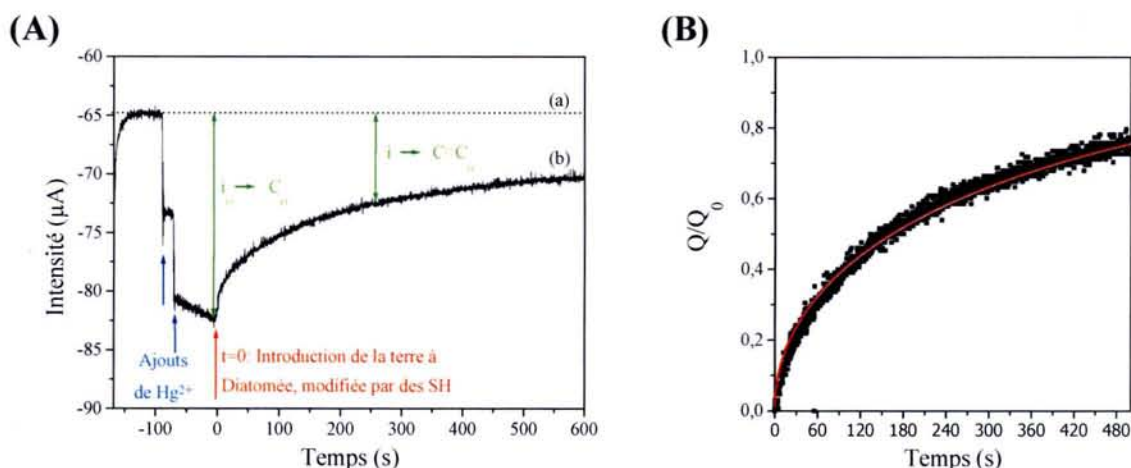 (A)
-60
-65
-70
-75
-80
-85
-90
Intensité (µA)
(a)
(b)
i₀ → C₀
i → C
Ajouts
de Hg²⁺
t=0: Introduction de la terre à
Diatomée, modifiée par des SH
-100 0 100 200 300 400 500 600
Temps (s)
(B)
1,0
0,8
0,6
0,4
0,2
0,0
Q/Q₀
0 60 120 180 240 300 360 420 480
Temps (s)